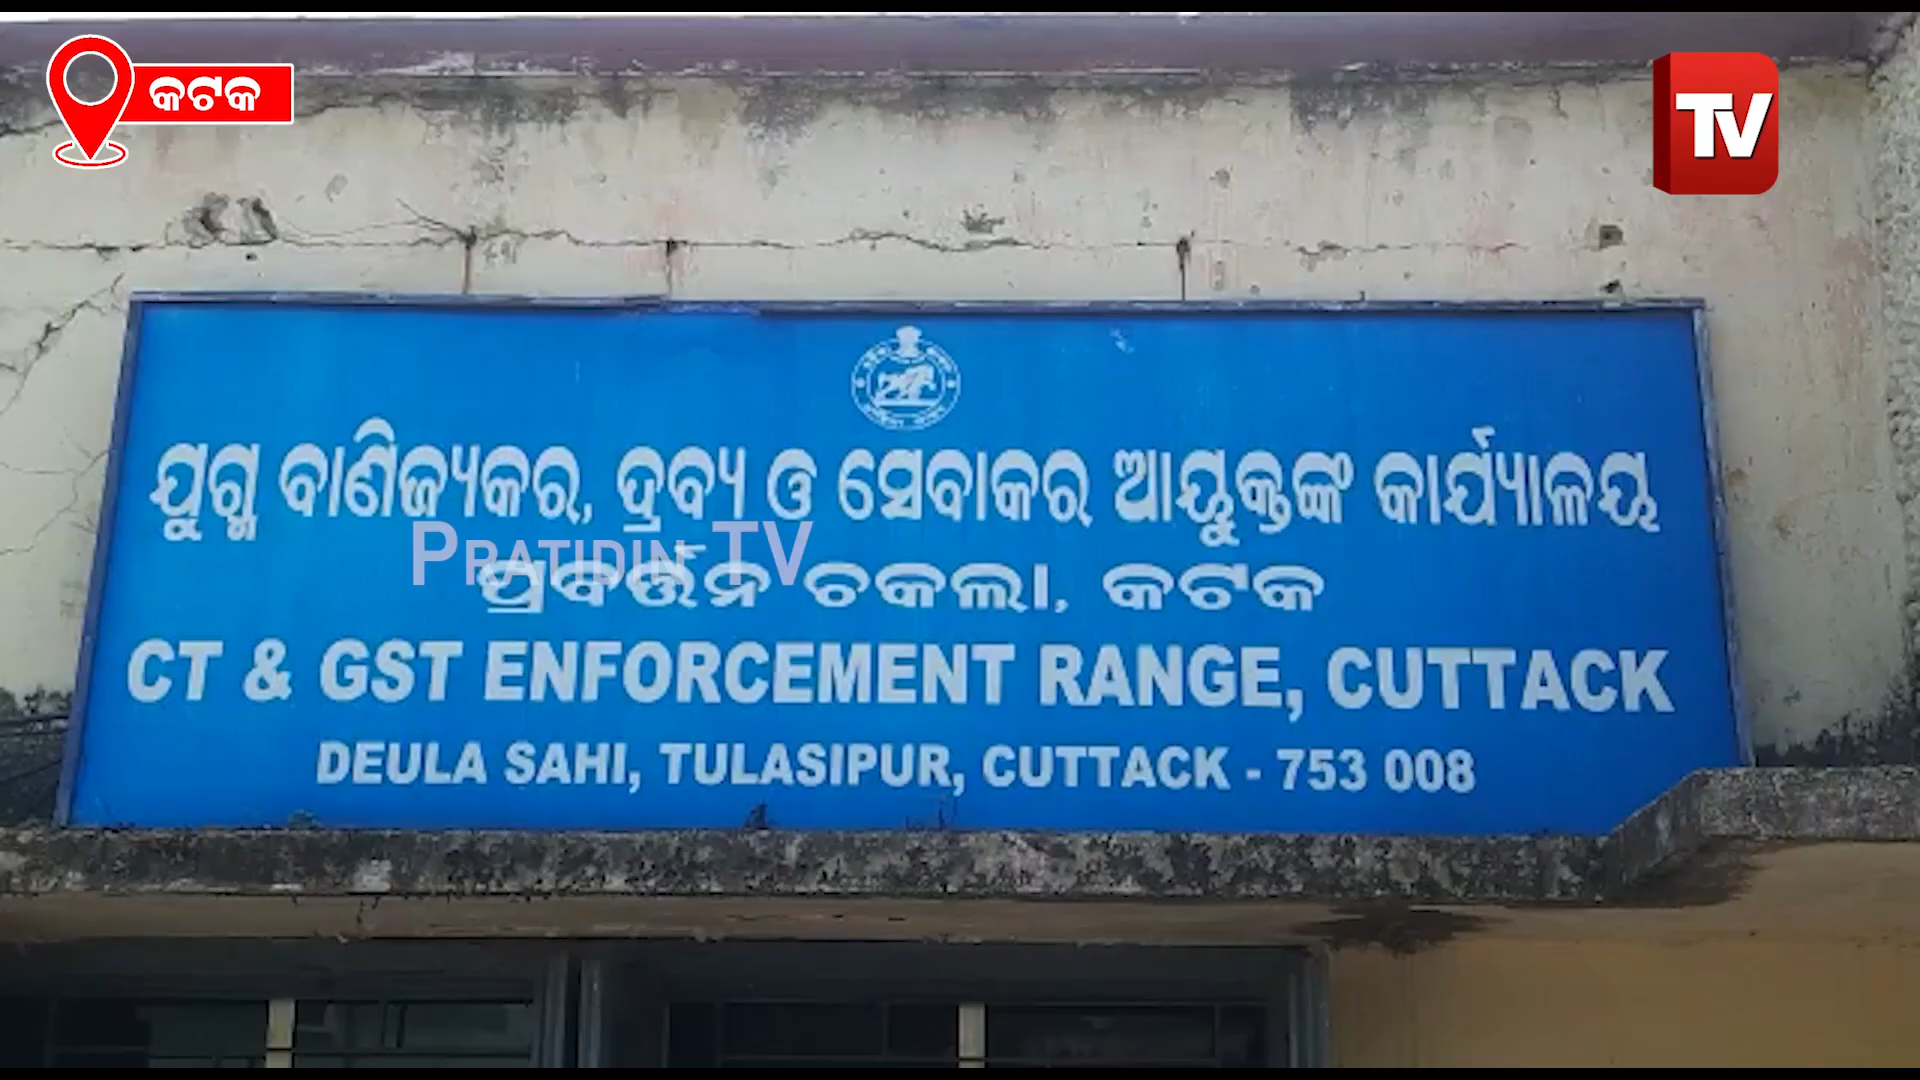 କଟକ
TV
ଯୁଗ୍ମ ବାଣିଜ୍ୟକର, ଦ୍ରବ୍ୟ ଓ ସେବାକର ଆୟୁକ୍ତଙ୍କ କାର୍ଯ୍ୟାଳୟ
PRATIDIN TV
ପ୍ରବର୍ତ୍ତନ ଚକଲା, କଟକ
CT & GST ENFORCEMENT RANGE, CUTTACK
DEULA SAHI, TULASIPUR, CUTTACK - 753 008